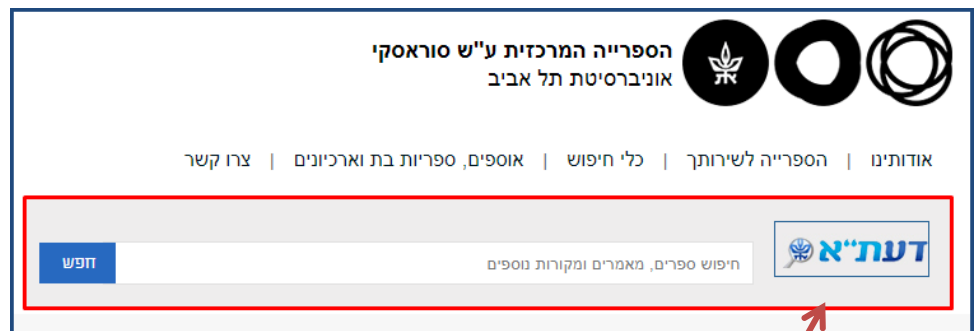 הספרייה המרכזית ע"ש סוראסקי
אוניברסיטת תל אביב
אודותינו | הספרייה לשירותך | כלי חיפוש | אוספים, ספריות בת וארכיונים | צרו קשר
דעת"א
חיפוש ספרים, מאמרים ומקורות נוספים
חפש